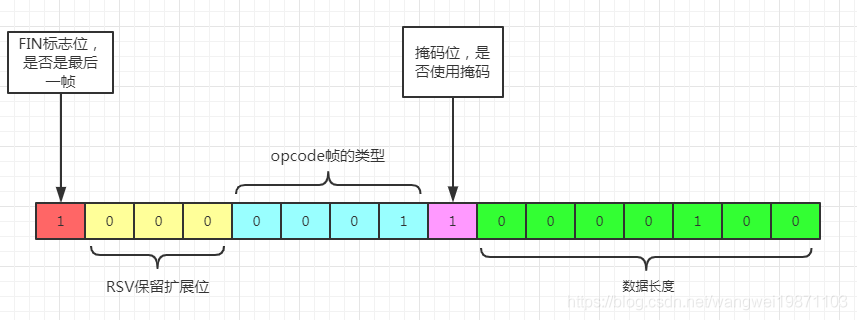 FIN标志位，
是否是最后
一帧
掩码位，是
否使用掩码
opcode帧的类型
1 0 0 0 0 0 0 1 1 0 0 0 0 1 0 0
RSV保留扩展位
数据长度
https://blog.csdn.net/wangwei19871103